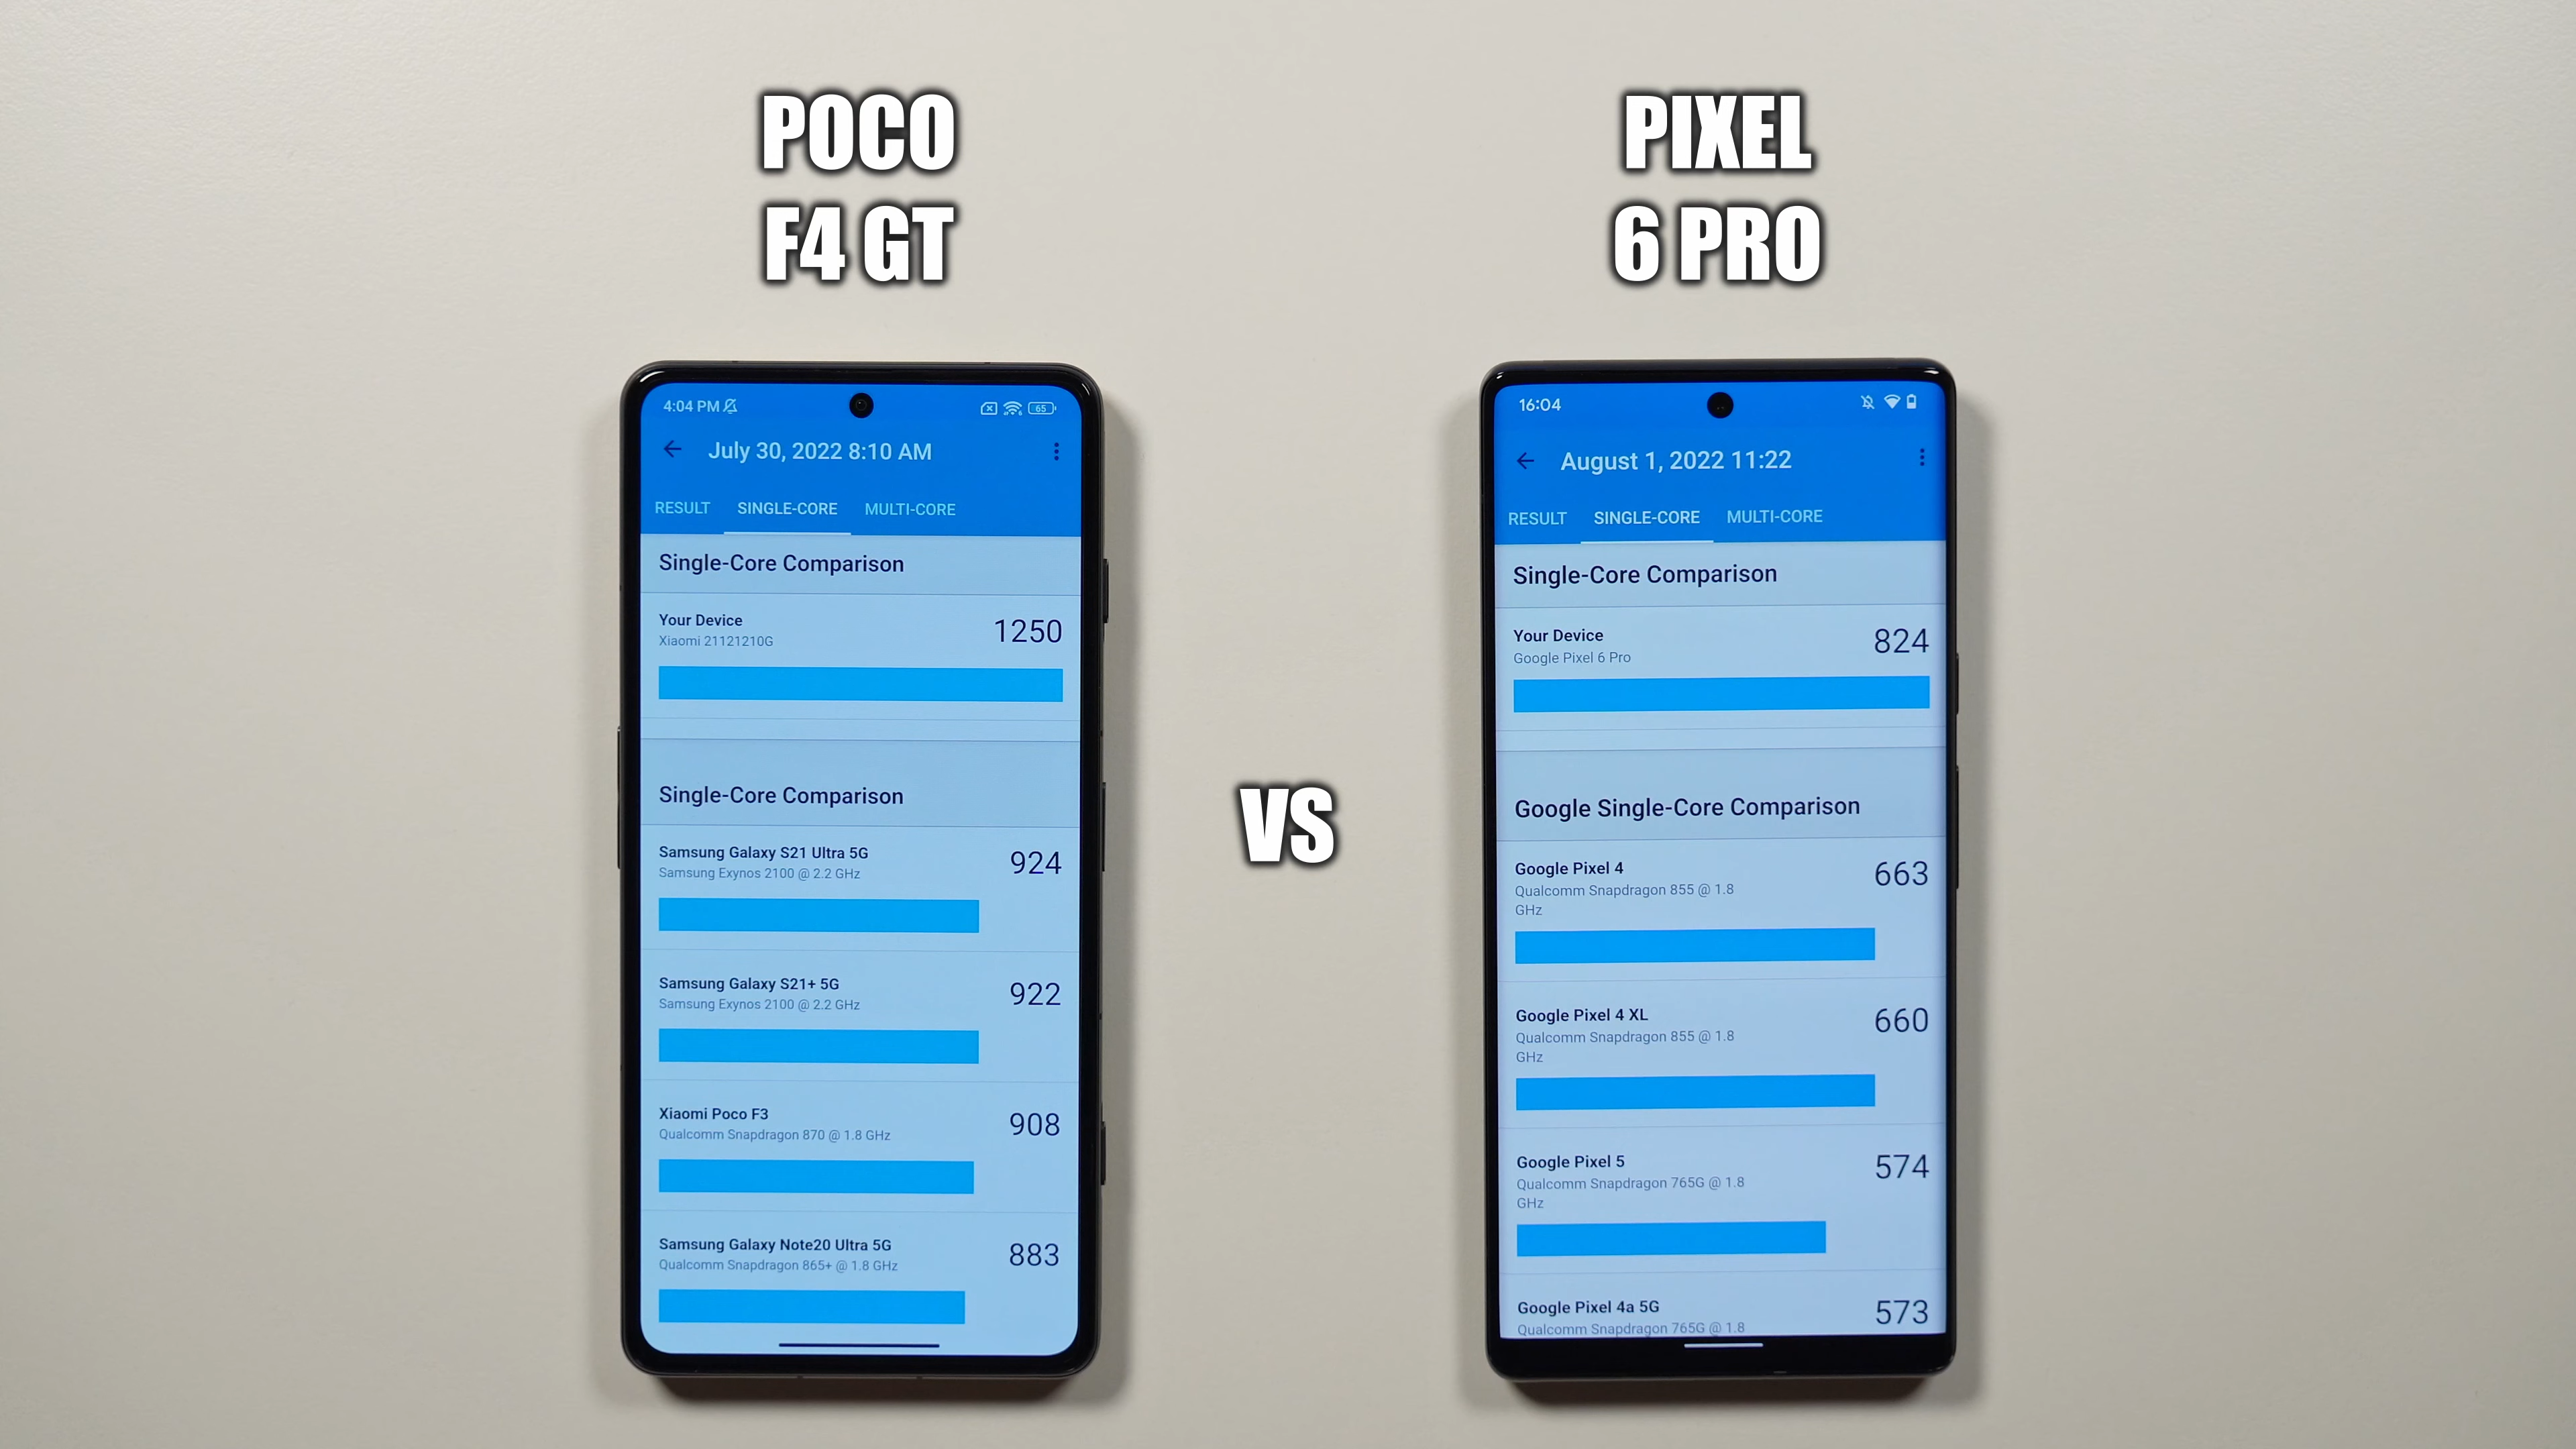 POCO
F4 GT
PIXEL
6 PRO
VS
4:04 PM
65
July 30, 2022 8:10 AM
RESULT SINGLE-CORE MULTI-CORE
Single-Core Comparison
Your Device
Xiaomi 21121210G
1250
Single-Core Comparison
Samsung Galaxy S21 Ultra 5G
Samsung Exynos 2100 @ 2.2 GHz
924
Samsung Galaxy S21+ 5G
Samsung Exynos 2100 @ 2.2 GHz
922
Xiaomi Poco F3
Qualcomm Snapdragon 870 @ 1.8 GHz
908
Samsung Galaxy Note20 Ultra 5G
Qualcomm Snapdragon 865+ @ 1.8 GHz
883
16:04
August 1, 2022 11:22
RESULT SINGLE-CORE MULTI-CORE
Single-Core Comparison
Your Device
Google Pixel 6 Pro
824
Google Single-Core Comparison
Google Pixel 4
Qualcomm Snapdragon 855 @ 1.8
GHz
663
Google Pixel 4 XL
Qualcomm Snapdragon 855 @ 1.8
GHz
660
Google Pixel 5
Qualcomm Snapdragon 765G @ 1.8
GHz
574
Google Pixel 4a 5G
Qualcomm Snapdragon 765G @ 1.8
573